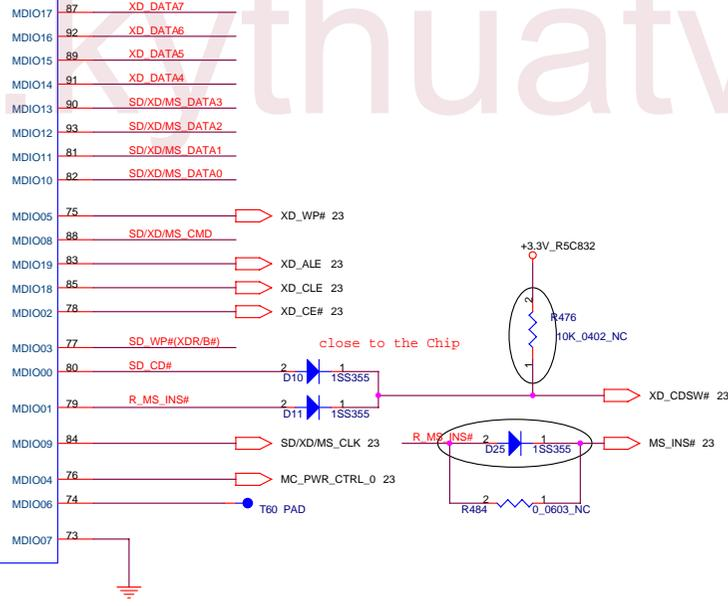 .kythuatv
MDIO17 87 XD_DATA7
MDIO16 92 XD_DATA6
MDIO15 89 XD_DATA5
MDIO14 91 XD_DATA4
MDIO13 90 SD/XD/MS_DATA3
MDIO12 93 SD/XD/MS_DATA2
MDIO11 81 SD/XD/MS_DATA1
MDIO10 82 SD/XD/MS_DATA0
MDIO05 75 XD_WP# 23
MDIO08 88 SD/XD/MS_CMD
+3.3V_R5C832
MDIO19 83 XD_ALE 23
MDIO18 85 XD_CLE 23
2
MDIO02 78 XD_CE# 23
R476
10K_0402_NC
1
MDIO03 77 SD_WP#(XDR/B#)
close to the Chip
MDIO00 80 SD_CD# 2 1
D10 1SS355
XD_CDSW# 23
MDIO01 79 R_MS_INS# 2 1
D11 1SS355
MDIO09 84 SD/XD/MS_CLK 23
R_MS_INS# 2 1 MS_INS# 23
D25 1SS355
MDIO04 76 MC_PWR_CTRL_0 23
MDIO06 74 T60 PAD
2 1
R484 0_0603_NC
MDIO07 73